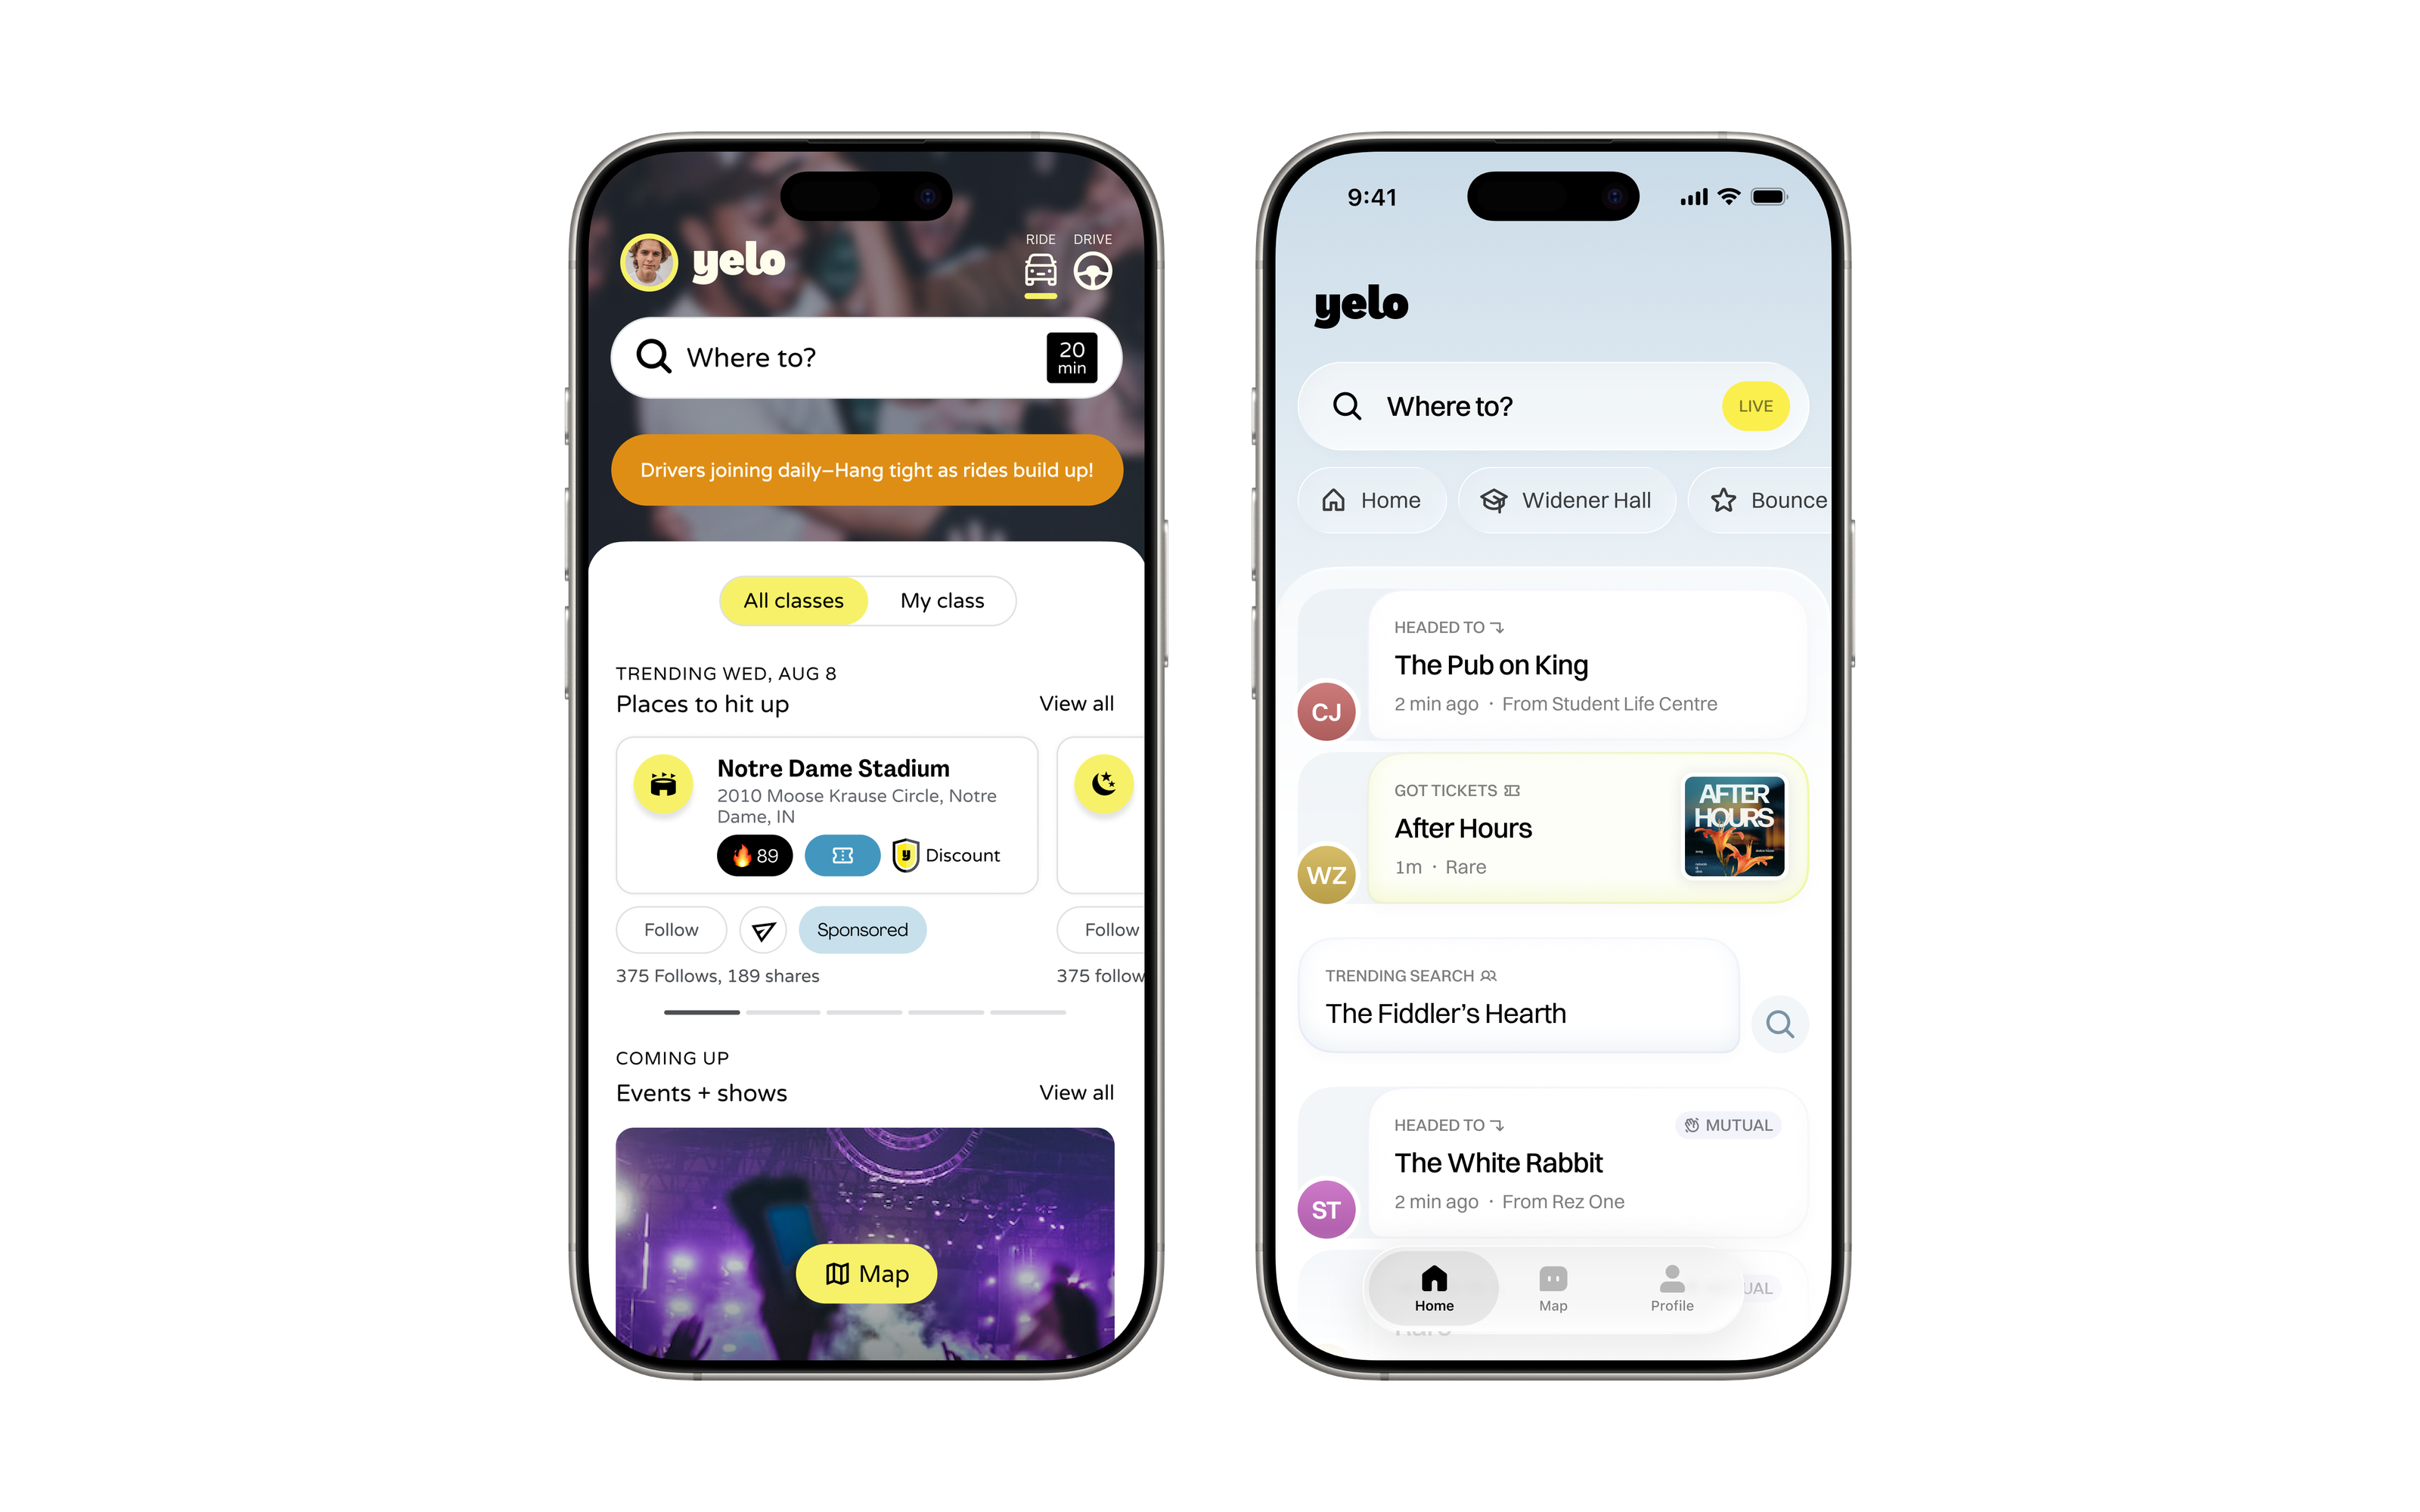 yelo
RIDE
DRIVE
Where to?
20
min
Drivers joining daily–Hang tight as rides build up!
All classes
My class
TRENDING WED, AUG 8
Places to hit up
View all
Notre Dame Stadium
2010 Moose Krause Circle, Notre
Dame, IN
89
y
Discount
Follow
Sponsored
Follow
375 Follows, 189 shares
375 follow
COMING UP
Events + shows
View all
Map
9:41
yelo
Where to?
LIVE
Home
Widener Hall
Bounce
HEADED TO
The Pub on King
2 min ago · From Student Life Centre
CJ
GOT TICKETS
After Hours
1m · Rare
WZ
AFTER
HOURS
TRENDING SEARCH
The Fiddler’s Hearth
HEADED TO
MUTUAL
The White Rabbit
2 min ago · From Rez One
ST
UAL
Home
Map
Profile